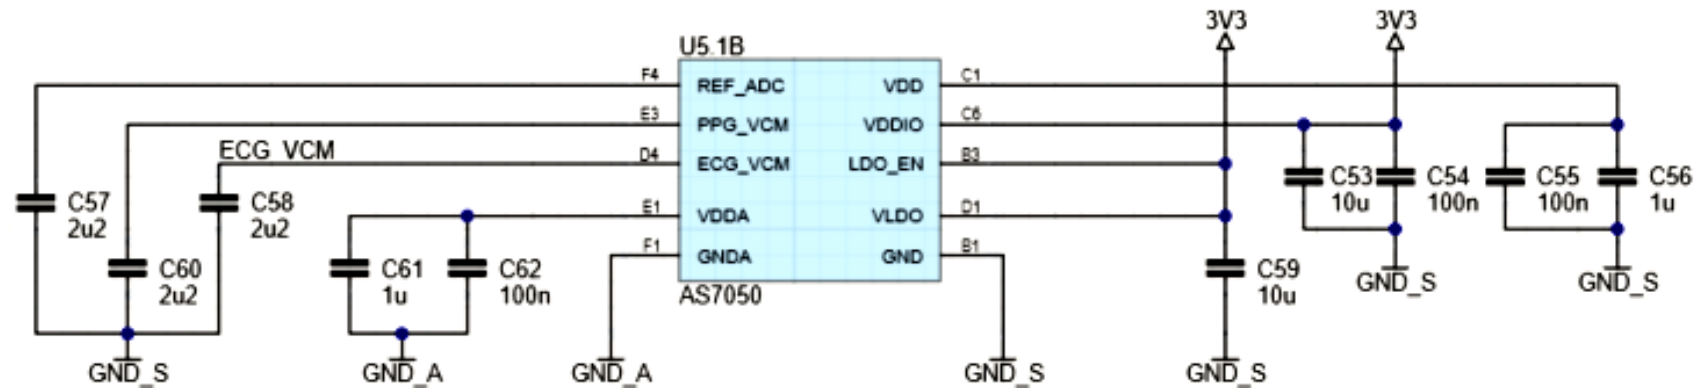 3V3
3V3
U5.1B
F4
REF_ADC
VDD
C1
E3
PPG_VCM
VDDIO
C6
ECG_VCM
D4
ECG_VCM
LDO_EN
B3
C57
2u2
C58
2u2
E1
VDDA
VLDO
D1
C53
10u
C54
100n
C55
100n
C56
1u
F1
GNDA
GND
B1
C60
2u2
C61
1u
C62
100n
AS7050
C59
10u
GND_S
GND_S
GND_S
GND_A
GND_A
GND_S
GND_S